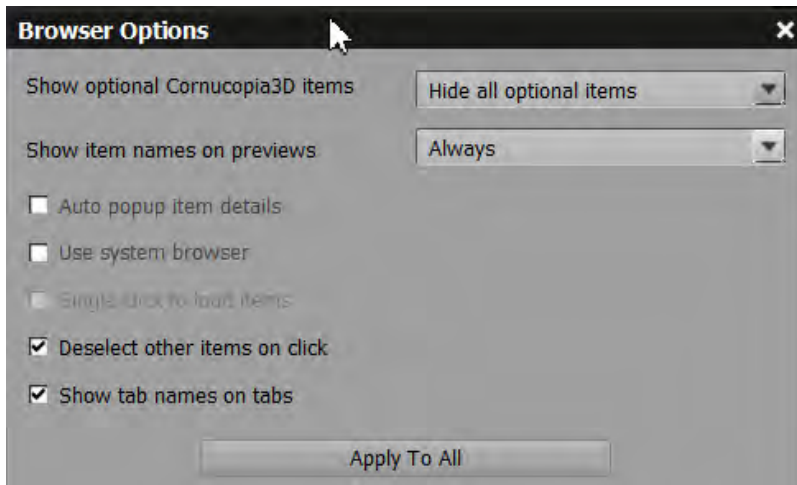 Browser Options
Show optional Cornucopia3D items Hide all optional items
Show item names on previews Always
Auto popup item details
Use system browser
Single click to load items
Deselect other items on click
Show tab names on tabs
Apply To All